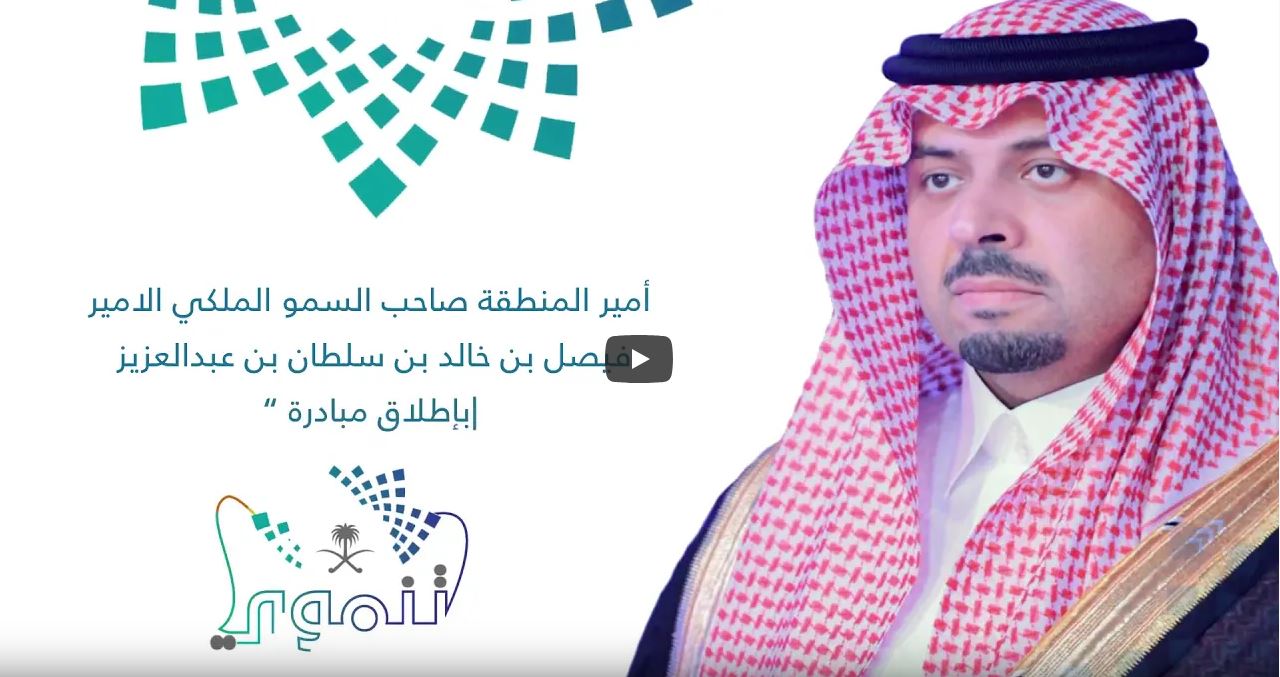 أمير المنطقة صاحب السمو الملكي الامير
فيصل بن خالد بن سلطان بن عبدالعزيز
إبإطلاق مبادرة “
تنموي